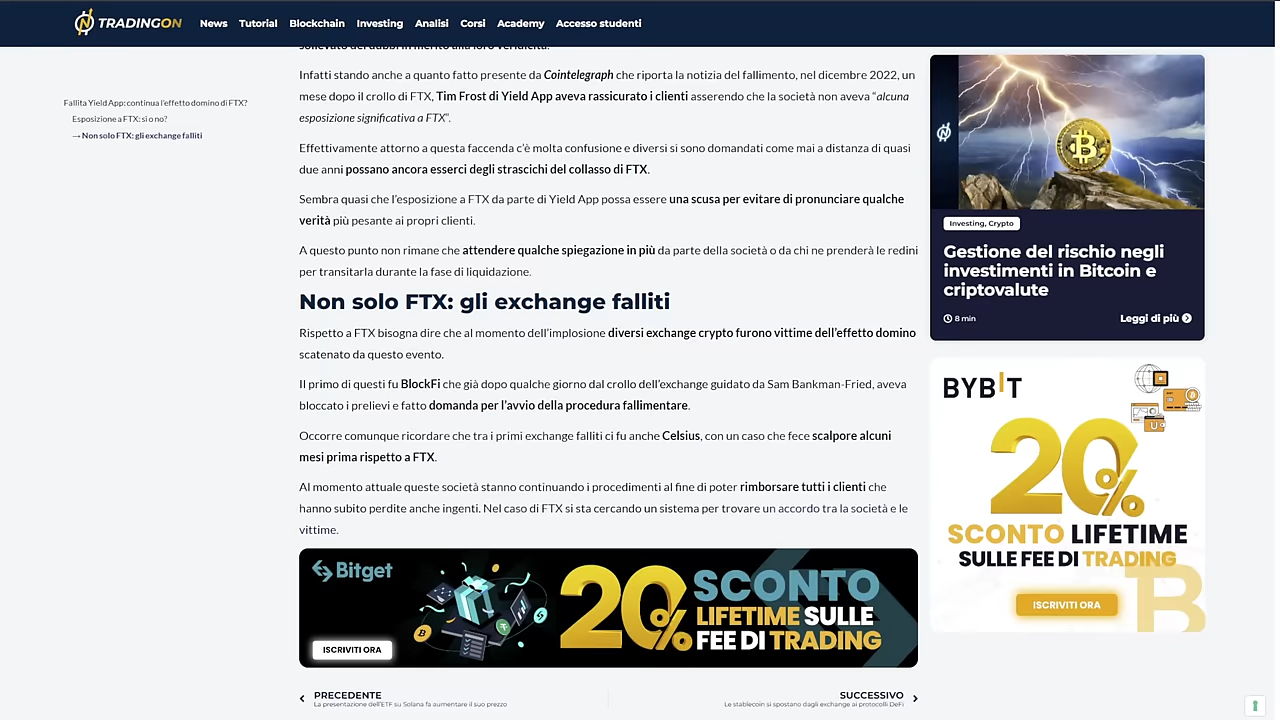 TRADINGON
News Tutorial Blockchain Investing Analisi Corsi Academy Accesso studenti
Fallita Yield App: continua l'effetto domino di FTX?
Esposizione a FTX: sì o no?
→ Non solo FTX: gli exchange falliti
sollevato dei dubbi in merito alla loro veridicità.
Infatti stando anche a quanto fatto presente da Cointelegraph che riporta la notizia del fallimento, nel dicembre 2022, un
mese dopo il crollo di FTX, Tim Frost di Yield App aveva rassicurato i clienti asserendo che la società non aveva “alcuna
esposizione significativa a FTX”.
Effettivamente attorno a questa faccenda c’è molta confusione e diversi si sono domandati come mai a distanza di quasi
due anni possano ancora esserci degli strascichi del collasso di FTX.
Sembra quasi che l’esposizione a FTX da parte di Yield App possa essere una scusa per evitare di pronunciare qualche
verità più pesante ai propri clienti.
A questo punto non rimane che attendere qualche spiegazione in più da parte della società o da chi ne prenderà le redini
per transitarla durante la fase di liquidazione.
Non solo FTX: gli exchange falliti
Rispetto a FTX bisogna dire che al momento dell’implosione diversi exchange crypto furono vittime dell’effetto domino
scatenato da questo evento.
Il primo di questi fu BlockFi che già dopo qualche giorno dal crollo dell’exchange guidato da Sam Bankman-Fried, aveva
bloccato i prelievi e fatto domanda per l’avvio della procedura fallimentare.
Occorre comunque ricordare che tra i primi exchange falliti ci fu anche Celsius, con un caso che fece scalpore alcuni
mesi prima rispetto a FTX.
Al momento attuale queste società stanno continuando i procedimenti al fine di poter rimborsare tutti i clienti che
hanno subito perdite anche ingenti. Nel caso di FTX si sta cercando un sistema per trovare un accordo tra la società e le
vittime.
Bitget
ISCRIVITI ORA
20%
SCONTO
LIFETIME SULLE
FEE DI TRADING
PRECEDENTE
La presentazione dell'ETF su Solana fa aumentare il suo prezzo
SUCCESSIVO
Le stablecoin si spostano dagli exchange ai protocolli DeFi
Investing, Crypto
Gestione del rischio negli
investimenti in Bitcoin e
criptovalute
8 min
Leggi di più
BYBIT
20%
SCONTO LIFETIME
SULLE FEE DI TRADING
ISCRIVITI ORA